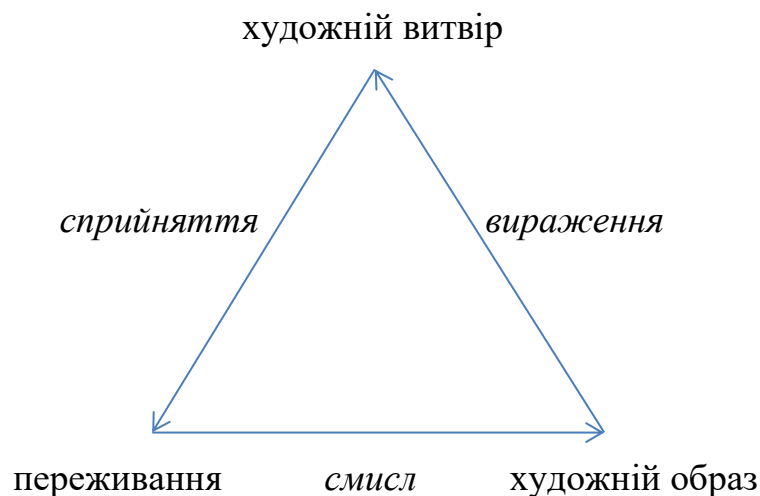 художній витвір
сприйняття вираження
переживання смисл художній образ